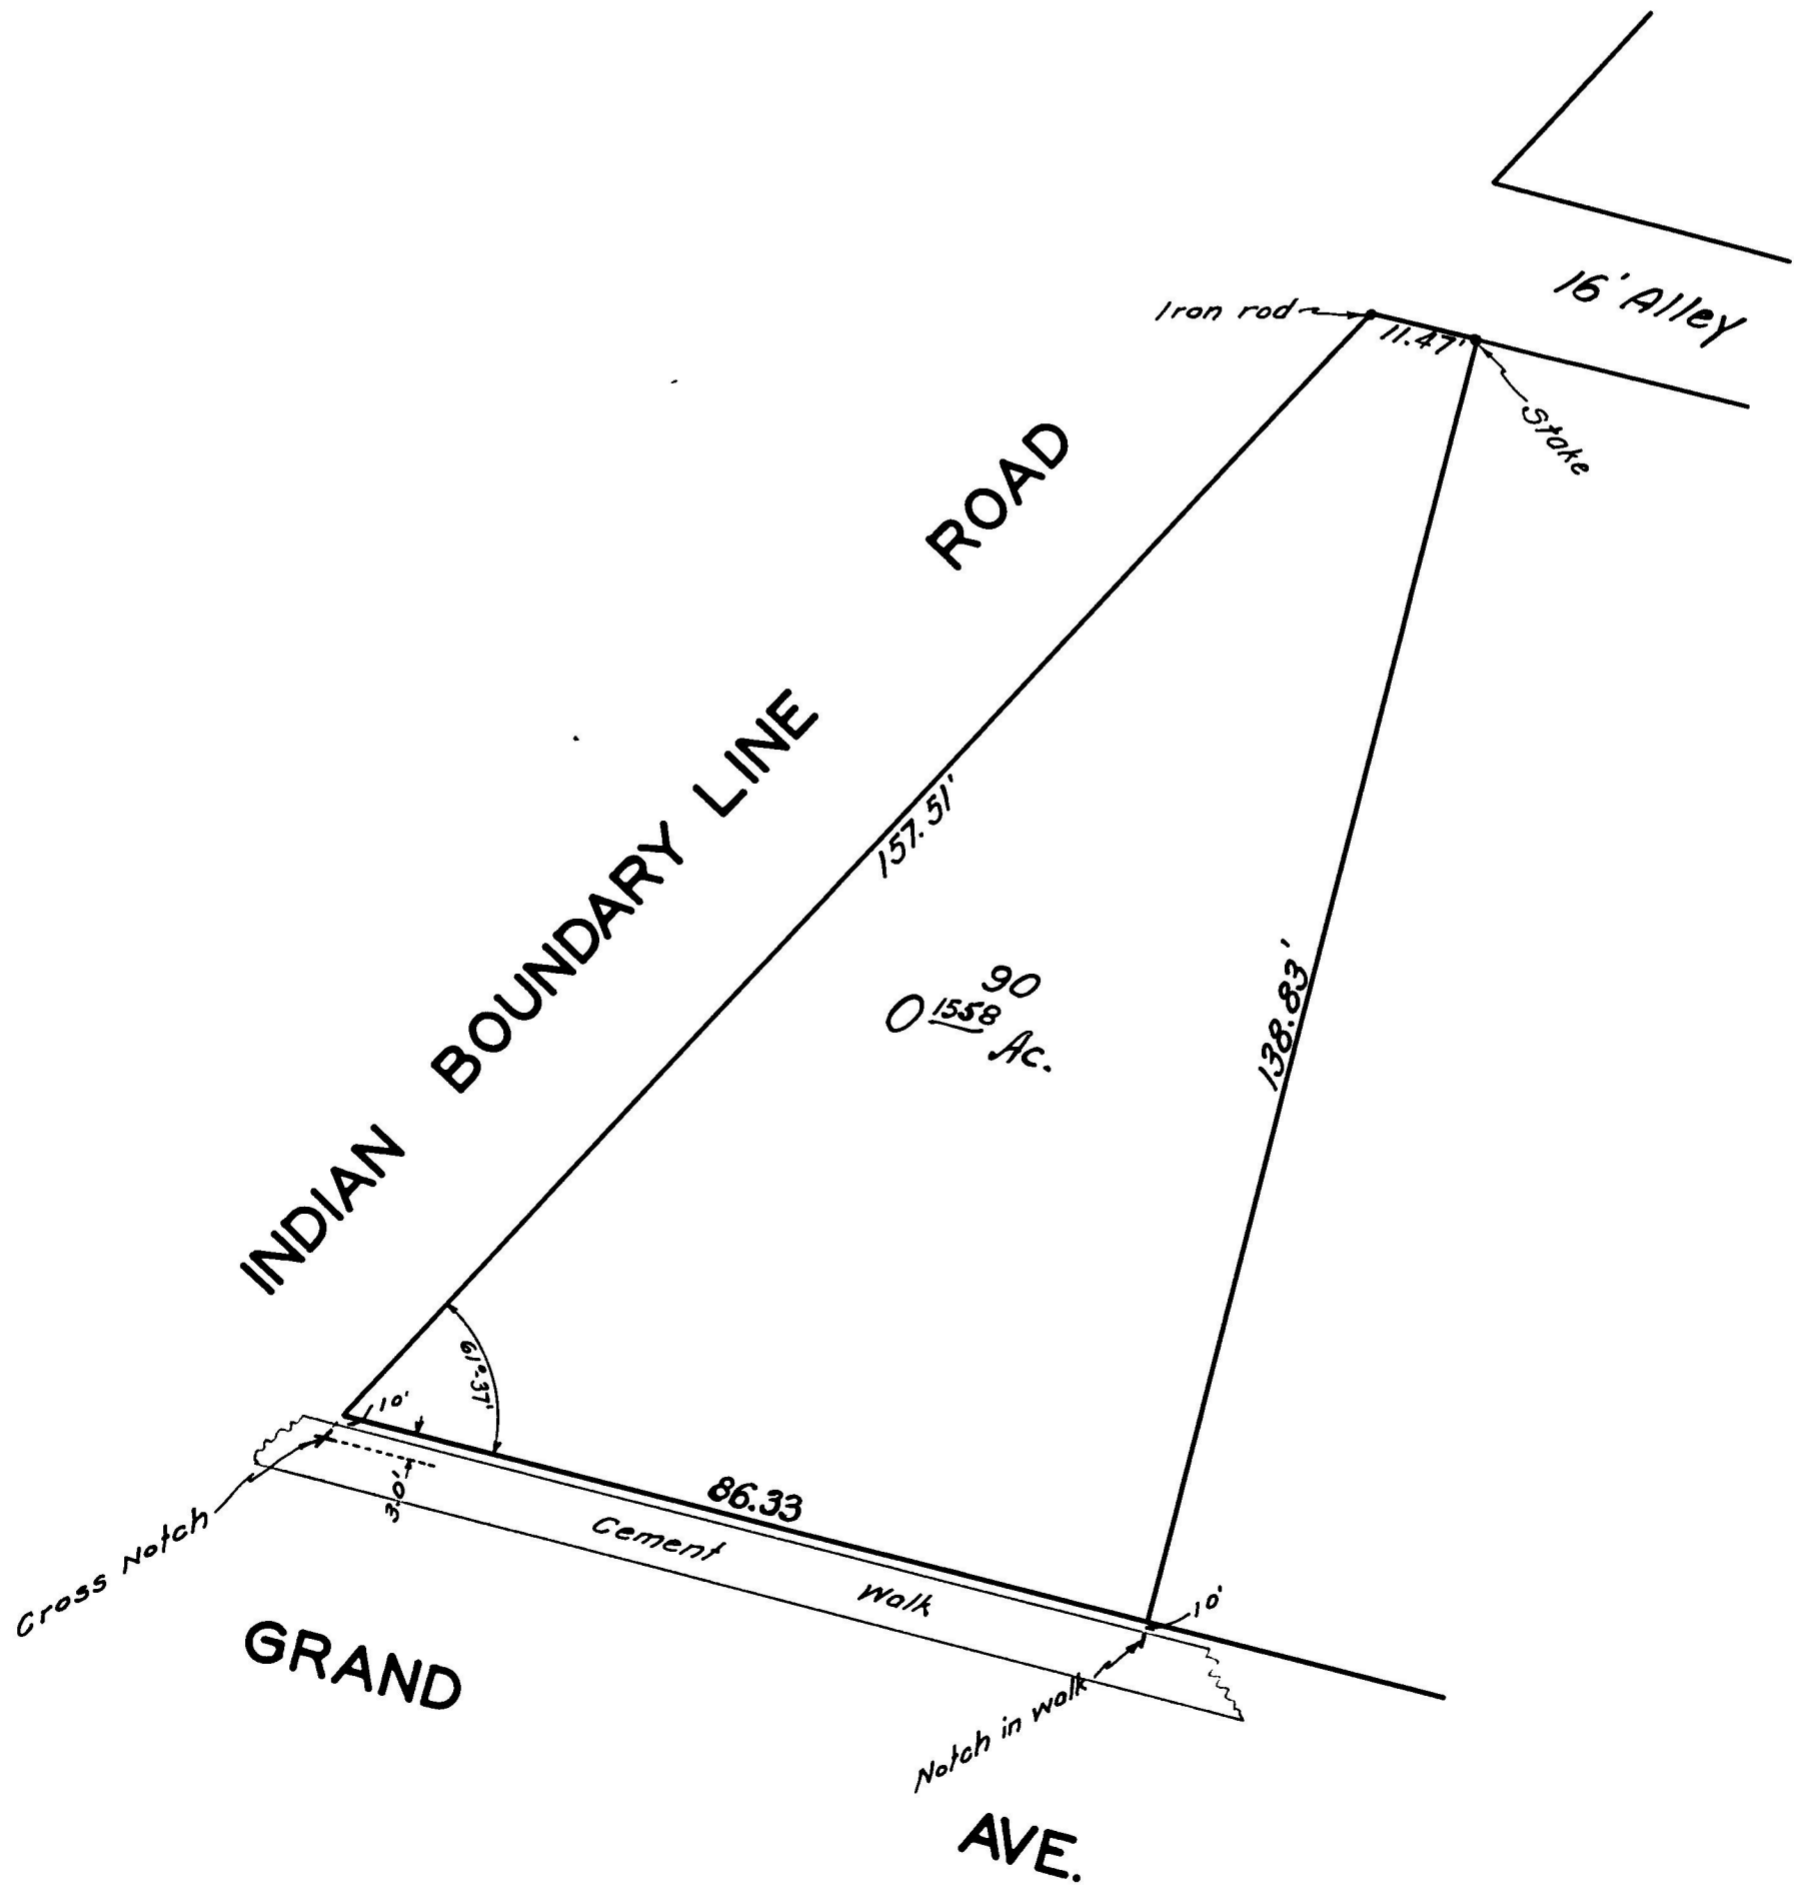 16' Alley
Iron rod
11.47'
Stake
INDIAN BOUNDARY LINE ROAD
157.51'
138.83'
90
0 1558
Ac.
61°-37'
10'
3.0'
86.33
Cement Walk
10'
Cross Notch
Notch in walk
GRAND AVE.